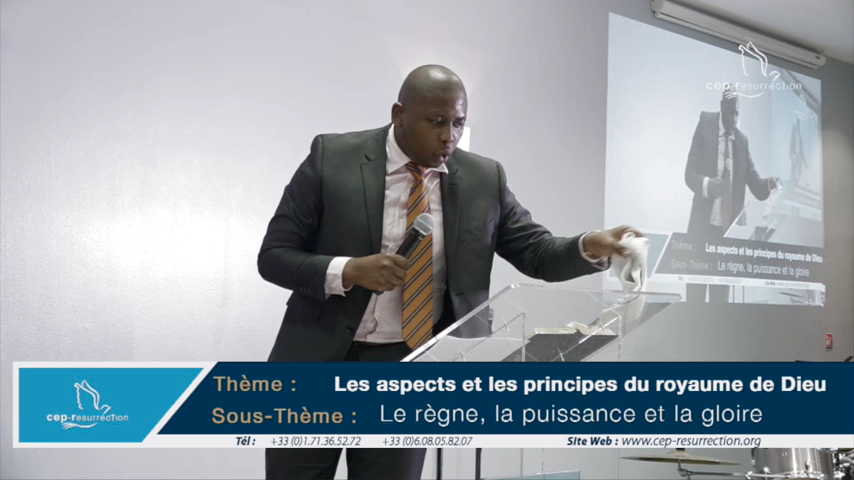 cep-resurrection
Thème : Les aspects et les principes du royaume de Dieu
Sous-Thème : Le règne, la puissance et la gloire
Thème : Les aspects et les principes du royaume de Dieu
Sous-Thème : Le règne, la puissance et la gloire
cep-resurrection
Tél : +33 (0)1.71.36.52.72 +33 (0)6.08.05.82.07 Site Web : www.cep-resurrection.org